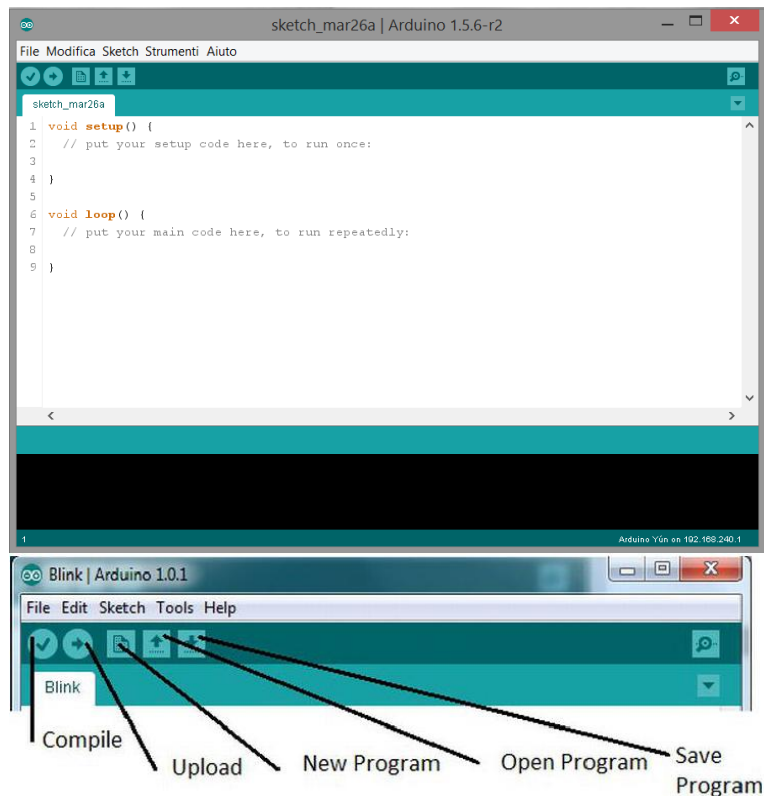 sketch_mar26a | Arduino 1.5.6-r2
File Modifica Sketch Strumenti Aiuto
sketch_mar26a
1 void setup() {
2 // put your setup code here, to run once:
3
4 }
5
6 void loop() {
7 // put your main code here, to run repeatedly:
8
9 }
1
Arduino Yún on 192.168.240.1
Blink | Arduino 1.0.1
File Edit Sketch Tools Help
Blink
Compile
Upload
New Program
Open Program
Save
Program